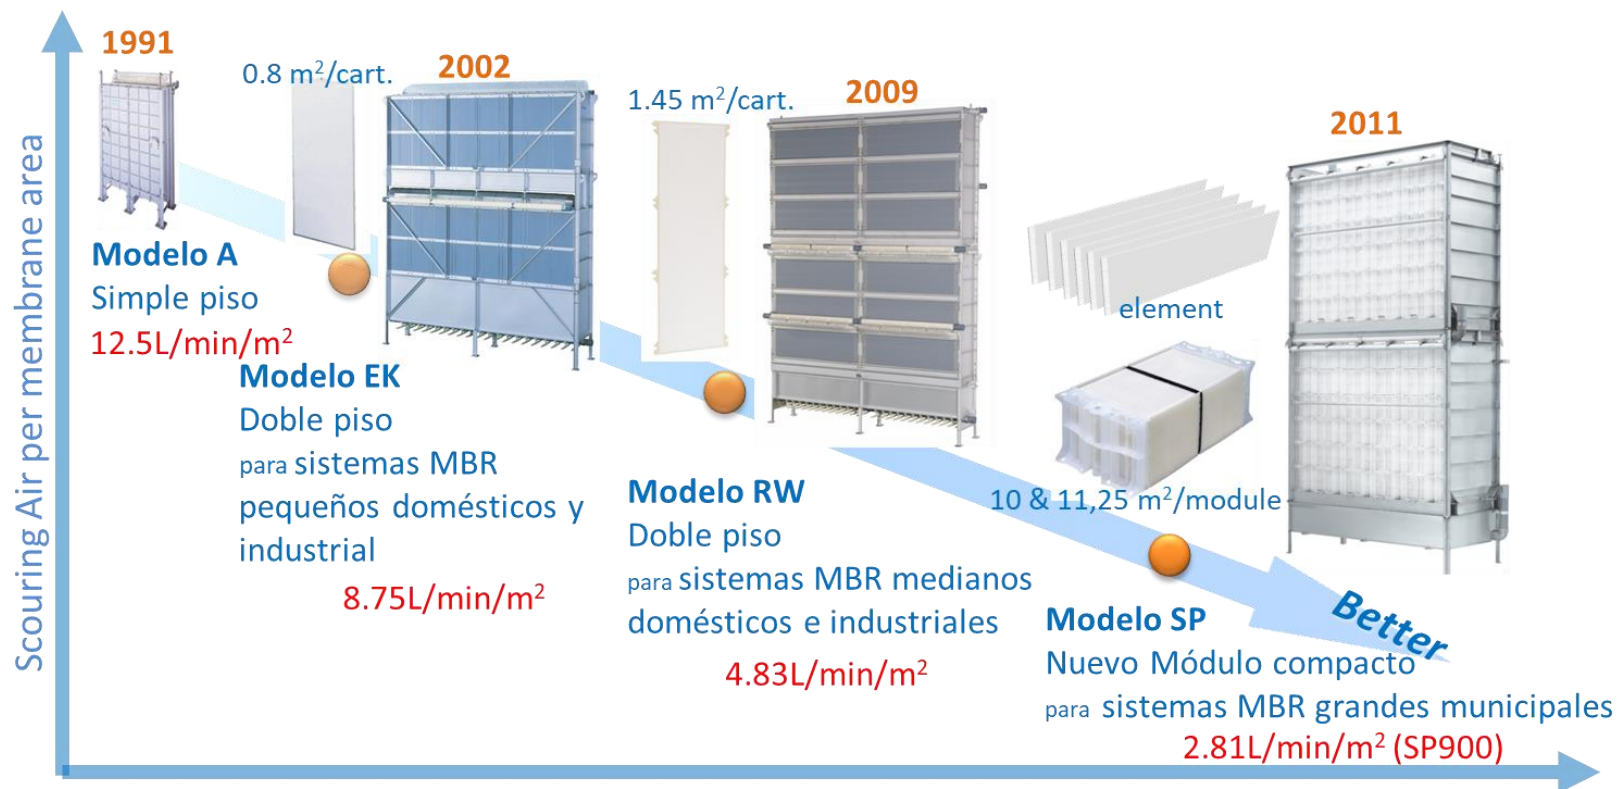 Scouring Air per membrane area
1991
Modelo A
Simple piso
12.5L/min/m²
0.8 m²/cart.
2002
Modelo EK
Doble piso
para sistemas MBR
pequeños domésticos y
industrial
8.75L/min/m²
1.45 m²/cart.
2009
Modelo RW
Doble piso
para sistemas MBR medianos
domésticos e industriales
4.83L/min/m²
2011
element
10 & 11,25 m²/module
Better
Modelo SP
Nuevo Módulo compacto
para sistemas MBR grandes municipales
2.81L/min/m² (SP900)